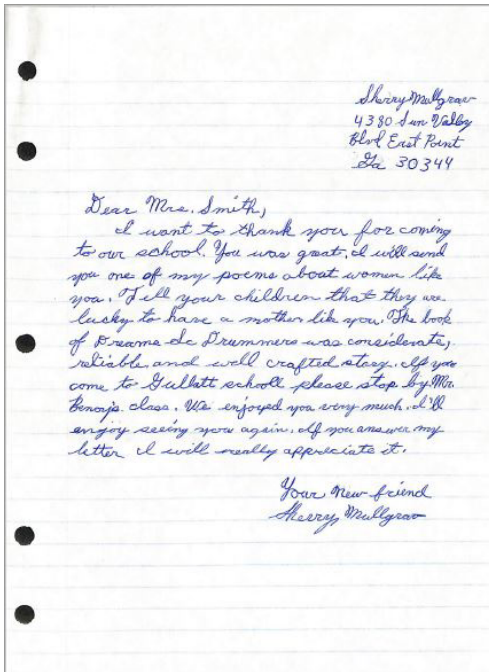 Sherry Mullgrav
4380 Sun Valley
Blvd East Point
Ga 30344
Dear Mrs. Smith,
I want to thank you for coming
to our school. You was great. I will send
you one of my poems about women like
you. Tell your children that they are
lucky to have a mother like you. The book
of Dreams &c Drummers was considerate,
reliable, and well crafted story. If you
come to Gullatt scholl please stop by Mr.
class. We enjoyed you very much. I'll
enjoy seeing you again. If you answer my
letter I will really appreciate it.
Your new friend
Sherry Mullgrav